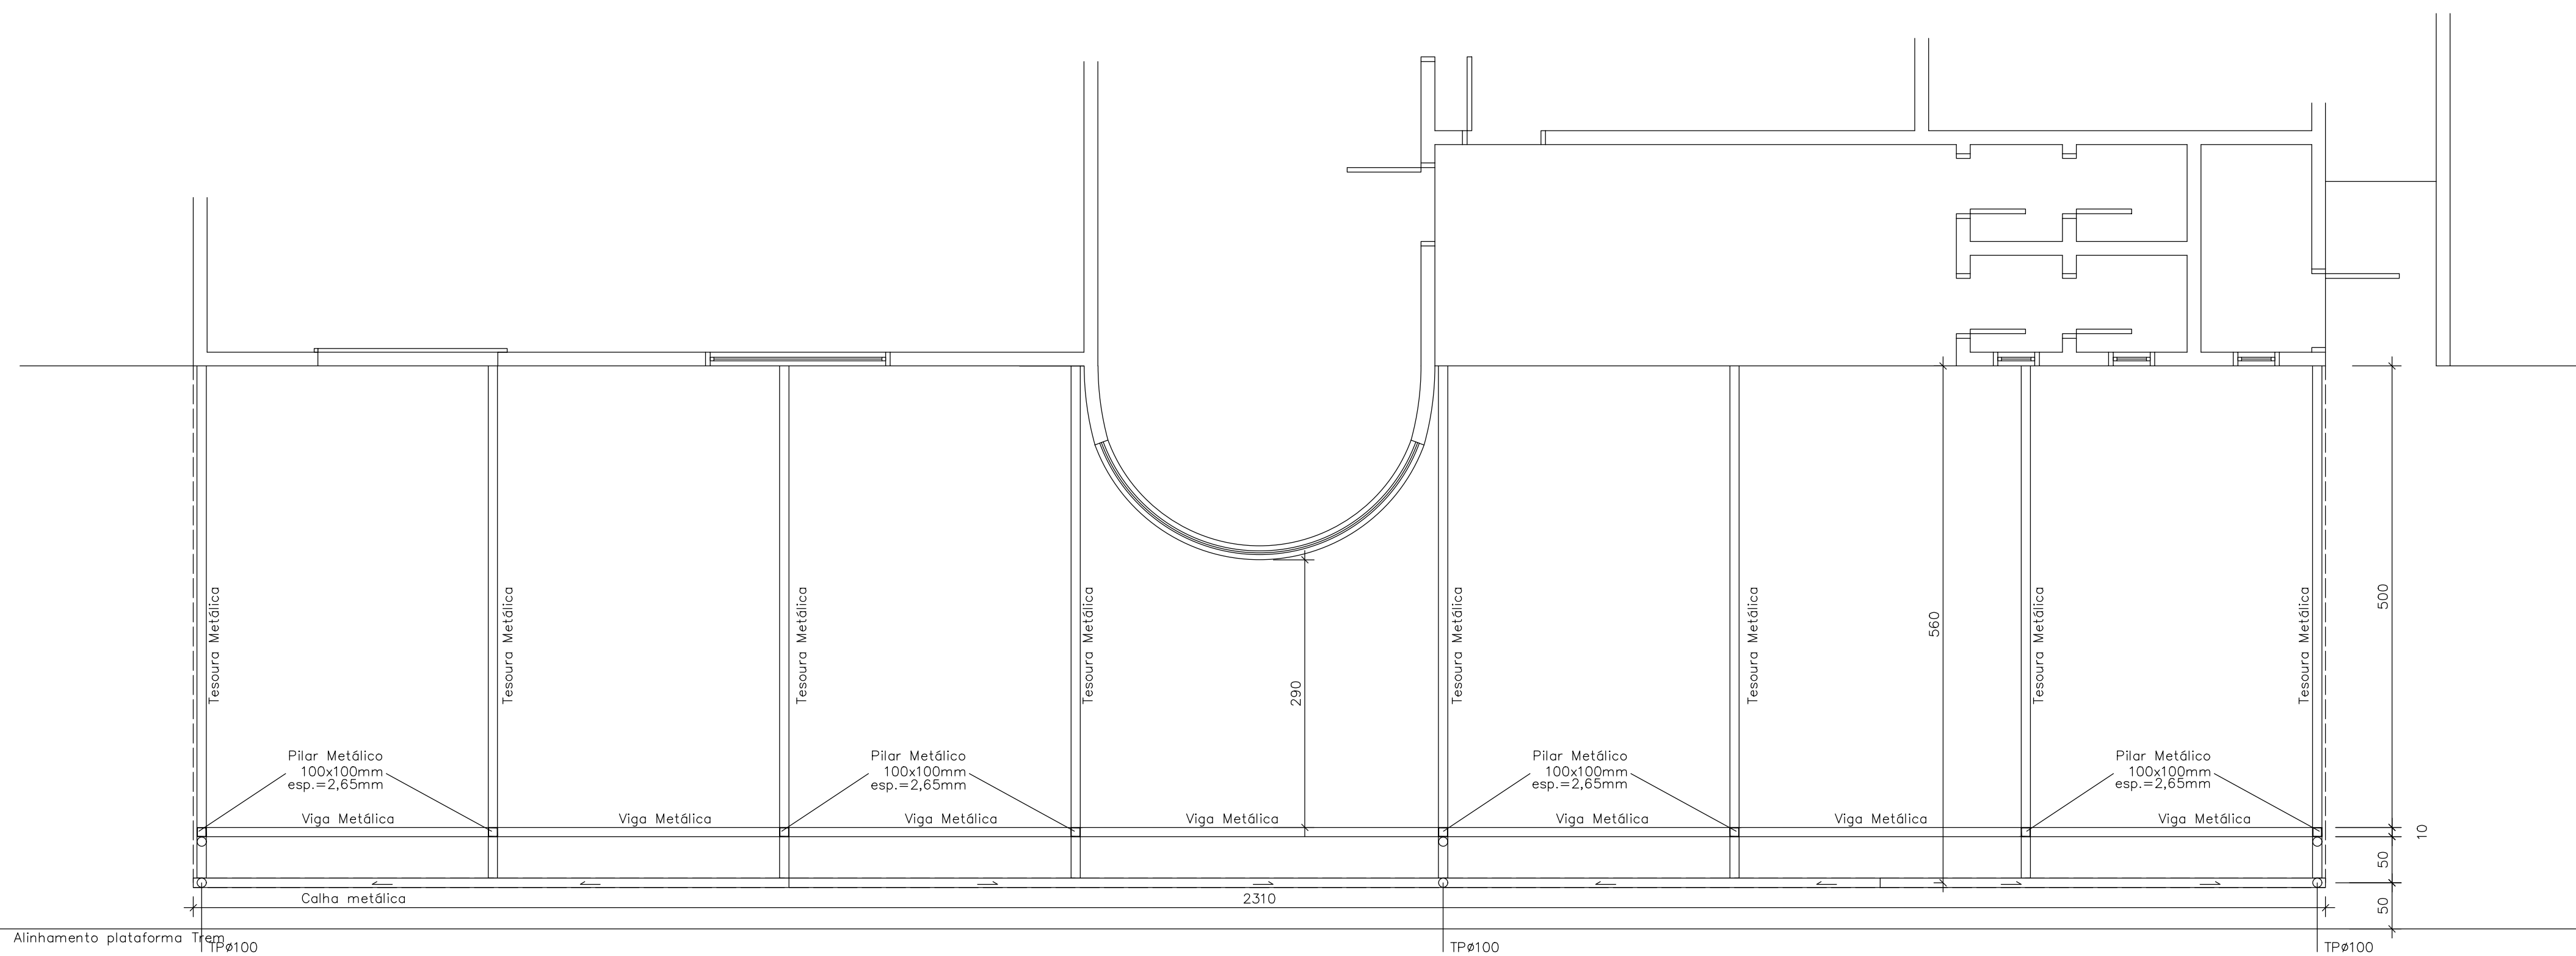 Tesoura Metálica
Tesoura Metálica
Tesoura Metálica
Tesoura Metálica
Tesoura Metálica
Tesoura Metálica
Tesoura Metálica
Tesoura Metálica
290
560
500
Pilar Metálico
100x100mm
esp.=2,65mm
Pilar Metálico
100x100mm
esp.=2,65mm
Pilar Metálico
100x100mm
esp.=2,65mm
Pilar Metálico
100x100mm
esp.=2,65mm
Viga Metálica
Viga Metálica
Viga Metálica
Viga Metálica
Viga Metálica
Viga Metálica
Viga Metálica
10
50
Calha metálica
2310
50
Alinhamento plataforma Trem
TPø100
TPø100
TPø100